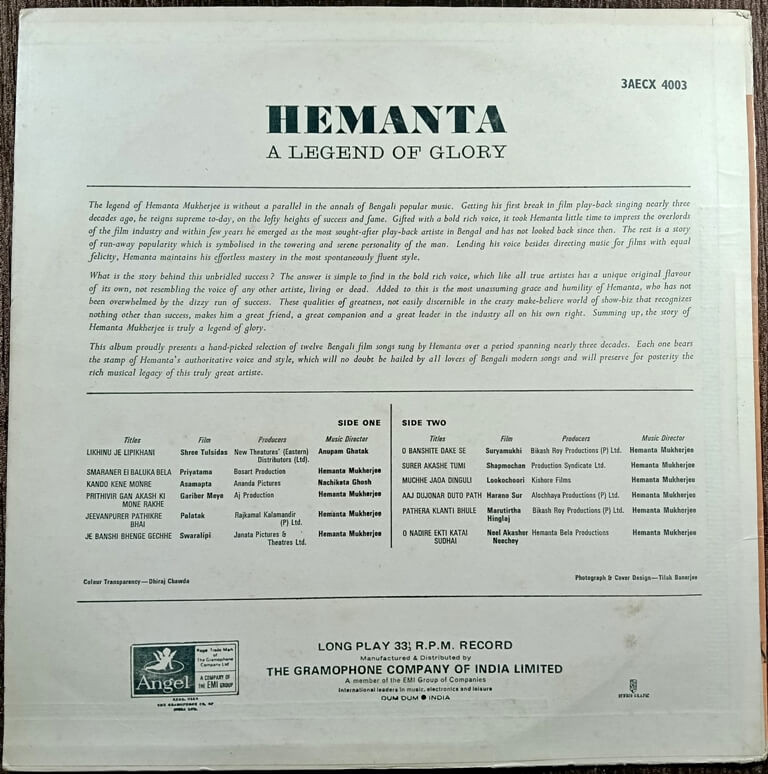 3AECX 4003
HEMANTA
A LEGEND OF GLORY
The legend of Hemanta Mukherjee is without a parallel in the annals of Bengali popular music. Getting his first break in film play-back singing nearly three
decades ago, he reigns supreme to-day, on the lofty heights of success and fame. Gifted with a bold rich voice, it took Hemanta little time to impress the overlords
of the film industry and within few years he emerged as the most sought-after play-back artiste in Bengal and has not looked back since then. The rest is a story
of run-away popularity which is symbolised in the towering and serene personality of the man. Lending his voice besides directing music for films with equal
felicity, Hemanta maintains his effortless mastery in the most spontaneously fluent style.
What is the story behind this unbridled success? The answer is simple to find in the bold rich voice, which like all true artistes has a unique original flavour
of its own, not resembling the voice of any other artiste, living or dead. Added to this is the most unassuming grace and humility of Hemanta, who has not
been overwhelmed by the dizzy run of success. These qualities of greatness, not easily discernible in the crazy make-believe world of show-biz that recognizes
nothing other than success, makes him a great friend, a great companion and a great leader in the industry all on his own right. Summing up, the story of
Hemanta Mukherjee is truly a legend of glory.
This album proudly presents a hand-picked selection of twelve Bengali film songs sung by Hemanta over a period spanning nearly three decades. Each one bears
the stamp of Hemanta's authoritative voice and style, which will no doubt be hailed by all lovers of Bengali modern songs and will preserve for posterity the
rich musical legacy of this truly great artiste.
SIDE ONE
Titles Film Producers Music Director
LIKHINU JE LIPIKHANI Shree Tulsidas New Theatures' (Eastern) Anupam Ghatak
Distributors (Ltd).
SMARANER EI BALUKA BELA Priyatama Bosart Production Hemanta Mukherjee
KANDO KENE MONRE Asamapta Ananda Pictures Nachikata Ghosh
PRITHIVIR GAN AKASH KI Gariber Meye Aj Production Hemanta Mukherjee
MONE RAKHE
JEEVANPURER PATHIKRE Palatak Rajkamal Kalamandir Hemanta Mukherjee
BHAI (P) Ltd.
JE BANSHI BHENGE GECHHE Swaralipi Janata Pictures & Hemanta Mukherjee
Theatres Ltd.
SIDE TWO
Titles Film Producers Music Director
O BANSHITE DAKE SE Suryamukhi Bikash Roy Productions (P) Ltd. Hemanta Mukherjee
SURER AKASHE TUMI Shapmochan Production Syndicate Ltd. Hemanta Mukherjee
MUCHHE JAOA DINGULI Lookochoori Kishore Films Hemanta Mukherjee
AAJ DUJONAR DUTO PATH Harano Sur Alochhaya Productions (P) Ltd. Hemanta Mukherjee
PATHERA KLANTI BHULE Marutirtha Bikash Roy Productions (P) Ltd. Hemanta Mukherjee
Hinglaj
O NADIRE EKTI KATAI Neel Akasher Hemanta Bela Productions Hemanta Mukherjee
SUDHAI Neechey
Colour Transparency—Dhiraj Chawda
Photograph & Cover Design—Tilak Banerjee
Angel
Regd. Trade Mark
of
The Gramophone
Company Ltd
A COMPANY OF
THE EMI GROUP
REGD. USER
THE GRAMOPHONE CO. OF
INDIA LTD.
LONG PLAY 33⅓ R.P.M. RECORD
Manufactured & Distributed by
THE GRAMOPHONE COMPANY OF INDIA LIMITED
A member of the EMI Group of Companies
International leaders in music, electronics and leisure
DUM DUM ● INDIA